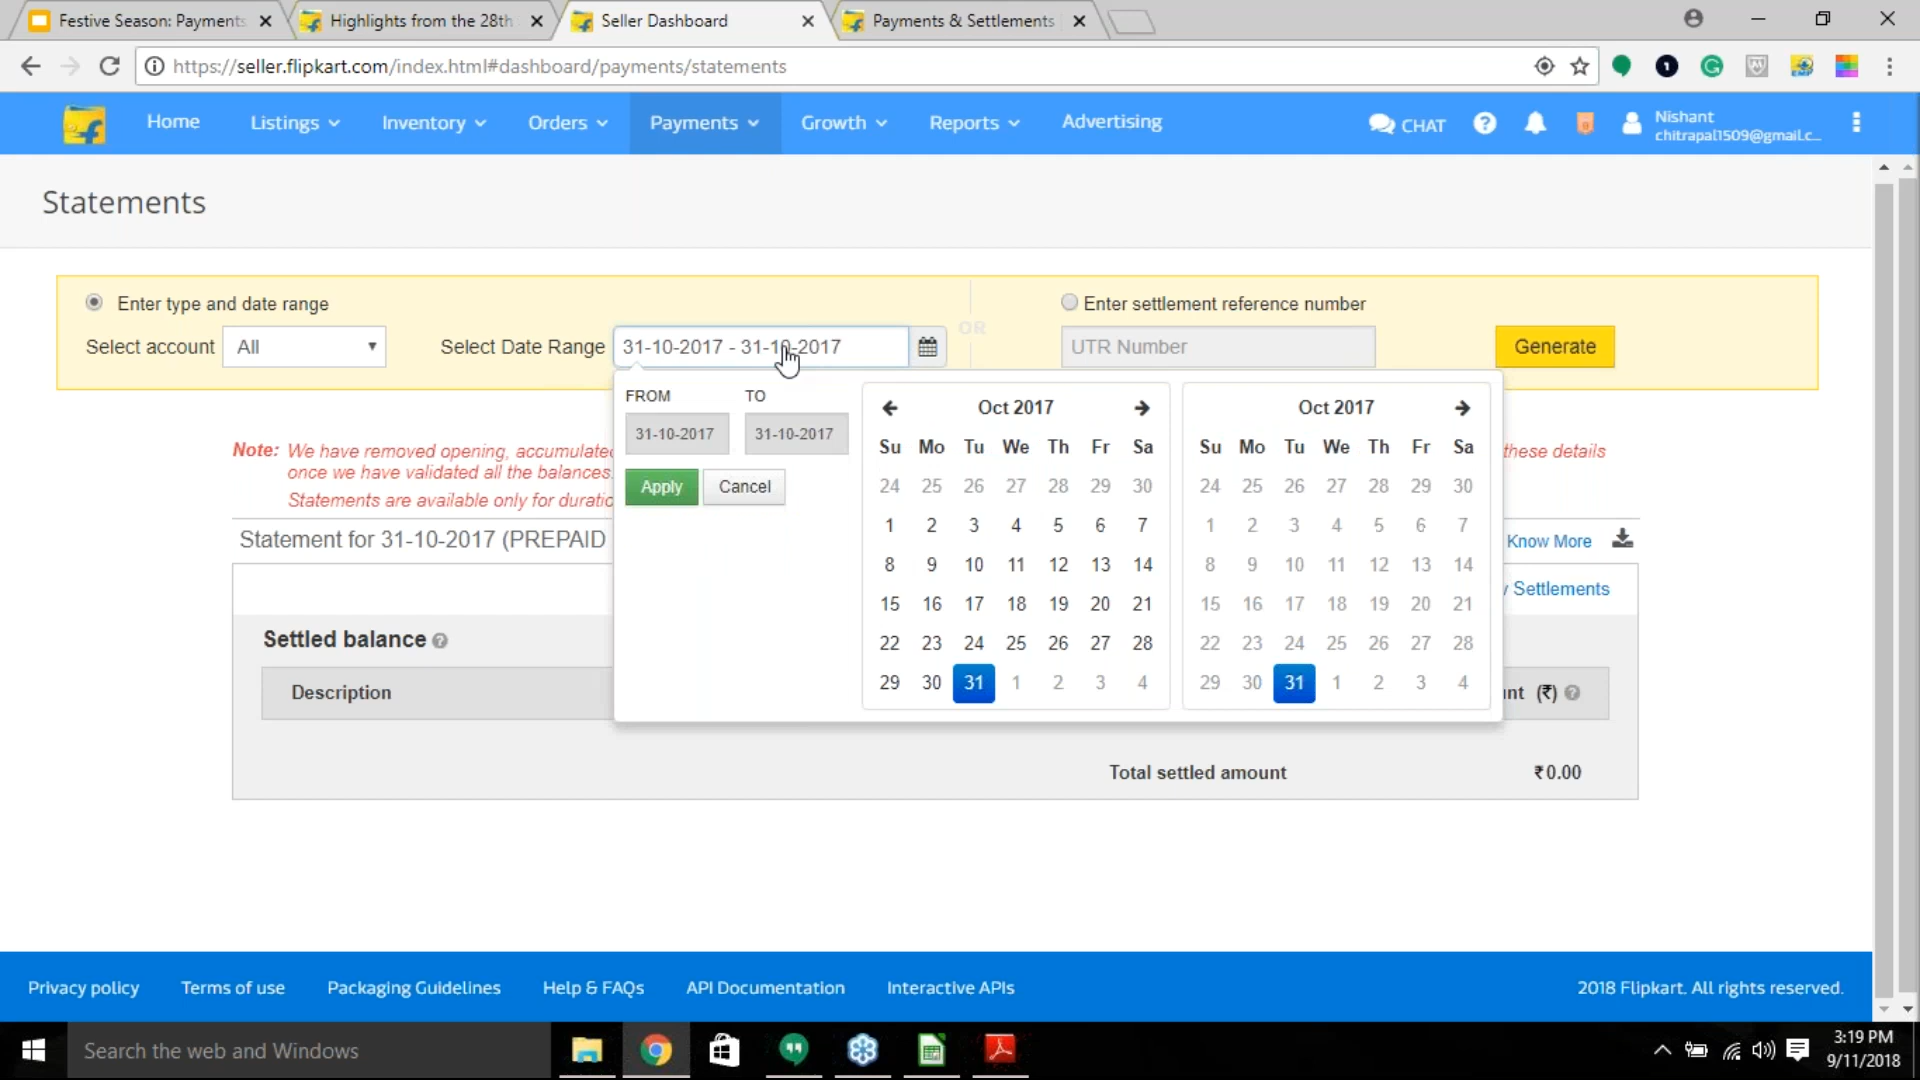 Festive Season: Payments
Highlights from the 28th
Seller Dashboard
Payments & Settlements
https://seller.flipkart.com/index.html#dashboard/payments/statements
Home
Listings
Inventory
Orders
Payments
Growth
Reports
Advertising
CHAT
Nishant
chitrapal1509@gmail.c...
Statements
Enter type and date range
Enter settlement reference number
OR
Select account
All
Select Date Range
31-10-2017 - 31-10-2017
UTR Number
Generate
FROM
TO
31-10-2017
31-10-2017
Apply
Cancel
Oct 2017
Su Mo Tu We Th Fr Sa
24 25 26 27 28 29 30
1 2 3 4 5 6 7
8 9 10 11 12 13 14
15 16 17 18 19 20 21
22 23 24 25 26 27 28
29 30 31 1 2 3 4
Oct 2017
Su Mo Tu We Th Fr Sa
24 25 26 27 28 29 30
1 2 3 4 5 6 7
8 9 10 11 12 13 14
15 16 17 18 19 20 21
22 23 24 25 26 27 28
29 30 31 1 2 3 4
Note: We have removed opening, accumulated
these details
once we have validated all the balances.
Statements are available only for
Statement for 31-10-2017 (PREPAID
Know More
Settlements
Settled balance
Description
(₹)
Total settled amount
₹0.00
Privacy policy
Terms of use
Packaging Guidelines
Help & FAQs
API Documentation
Interactive APIs
2018 Flipkart. All rights reserved.
Search the web and Windows
3:19 PM
9/11/2018